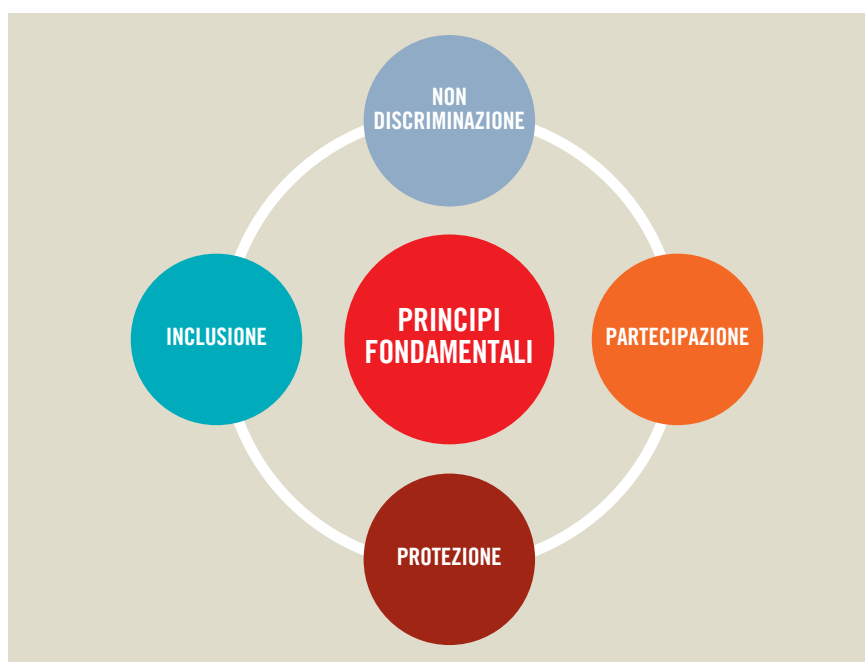 NON
DISCRIMINAZIONE
INCLUSIONE
PRINCIPI
FONDAMENTALI
PARTECIPAZIONE
PROTEZIONE